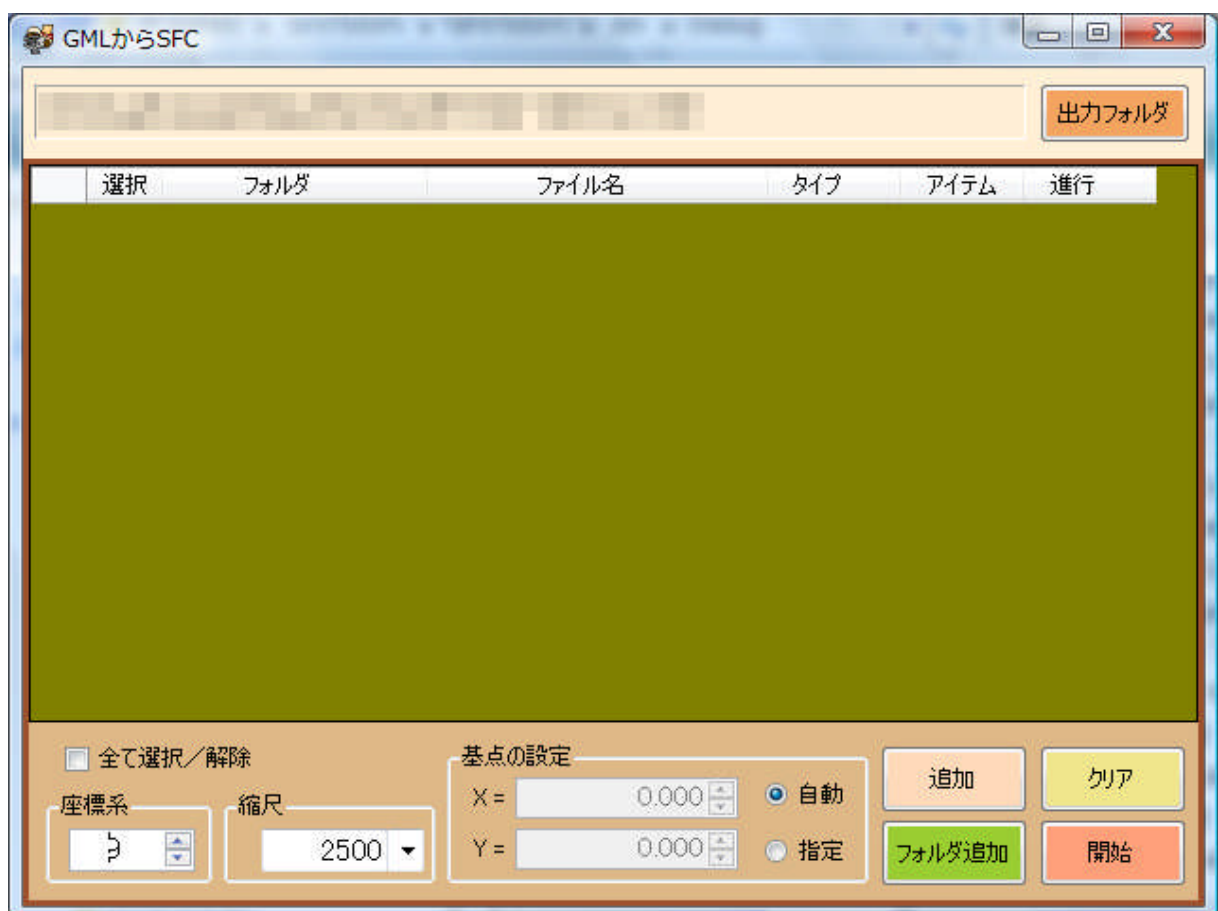 GMLからSFC
出力フォルダ
選択 フォルダ ファイル名 タイプ アイテム 進行
全て選択／解除
座標系
縮尺
2500
基点の設定
X = 0.000
Y = 0.000
自動
指定
追加
クリア
フォルダ追加
開始